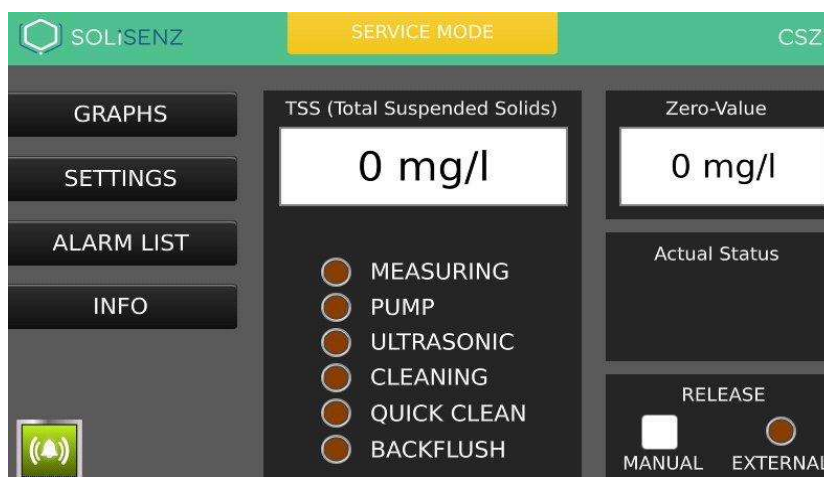 SOLiSENZ
SERVICE MODE
CSZ
GRAPHS
SETTINGS
ALARM LIST
INFO
TSS (Total Suspended Solids)
0 mg/l
MEASURING
PUMP
ULTRASONIC
CLEANING
QUICK CLEAN
BACKFLUSH
Zero-Value
0 mg/l
Actual Status
RELEASE
MANUAL EXTERNAL